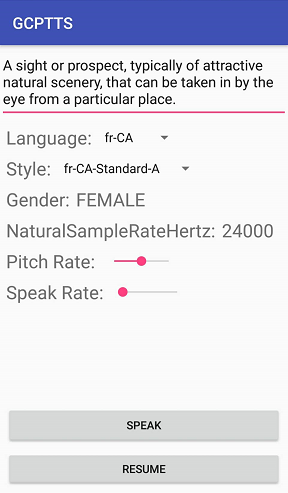 GCPTTS
A sight or prospect, typically of attractive
natural scenery, that can be taken in by the
eye from a particular place.
Language: fr-CA
Style: fr-CA-Standard-A
Gender: FEMALE
NaturalSampleRateHertz: 24000
Pitch Rate:
Speak Rate:
SPEAK
RESUME